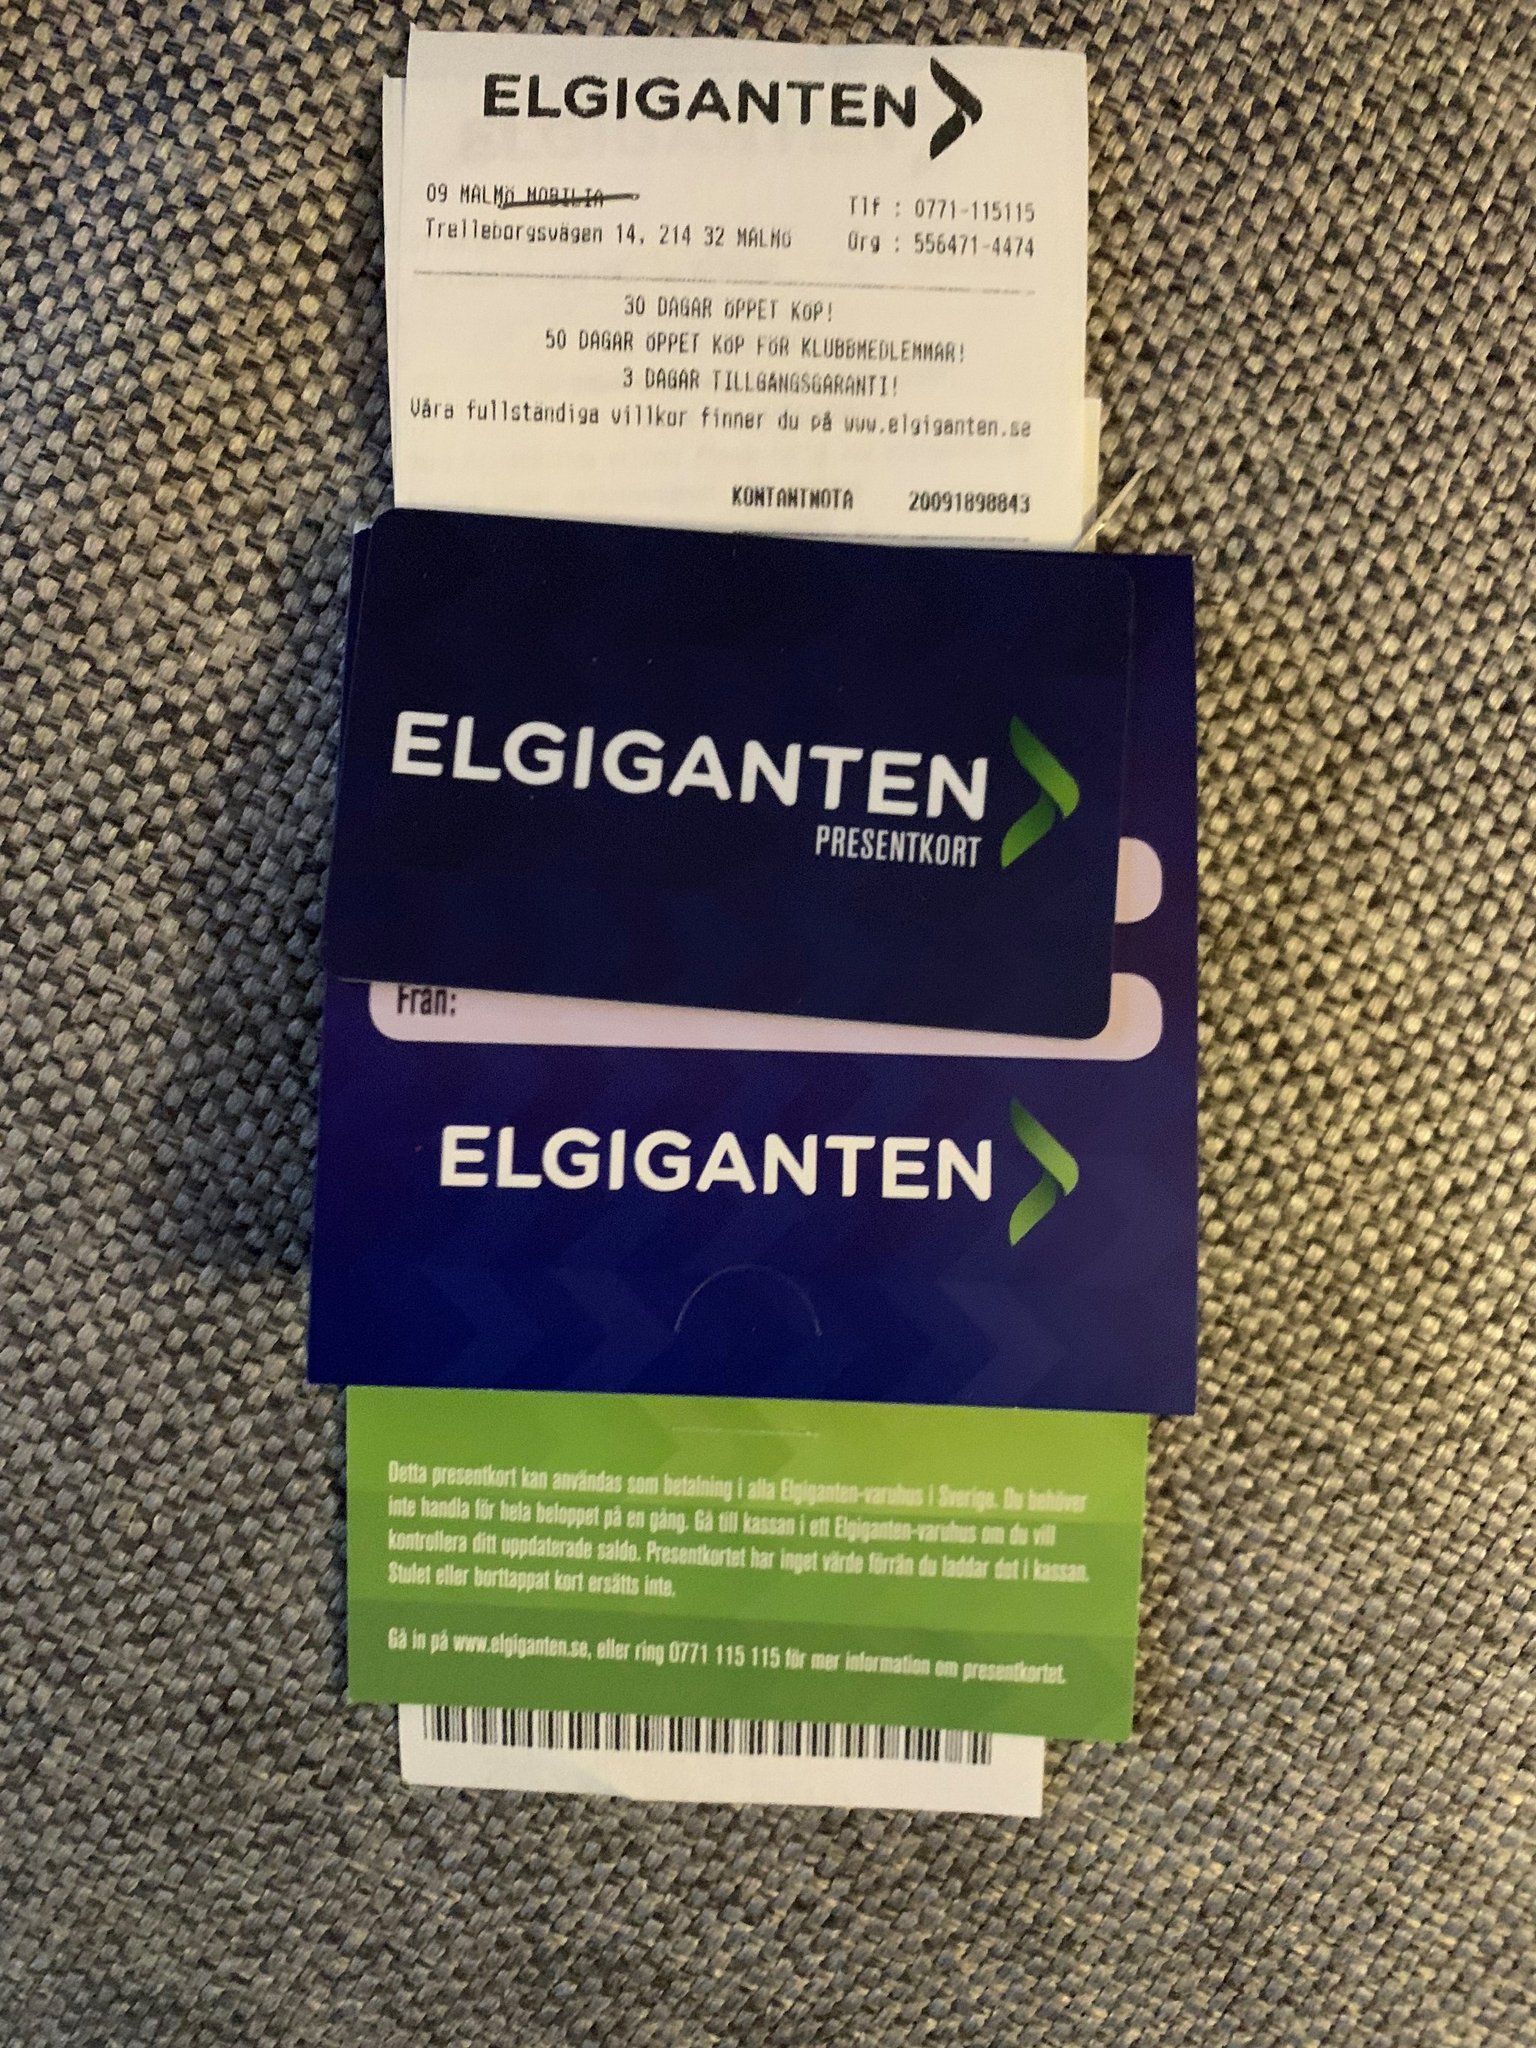 ELGIGANTEN
09 MALMö MOBILIA
Tlf : 0771-115115
Trelleborgsvägen 14, 214 32 MALMÖ
Org : 556471-4474
30 DAGAR ÖPPET KÖP!
50 DAGAR ÖPPET KÖP FÖR KLUBBMEDLEMMAR!
3 DAGAR TILLGÄNGSGARANTI!
Våra fullständiga villkor finner du på www.elgiganten.se
KONTANTNOTA 20091898843
ELGIGANTEN
PRESENTKORT
Från:
ELGIGANTEN
Detta presentkort kan användas som betalning i alla Elgiganten-varuhus i Sverige. Du behöver
inte handla för hela beloppet på en gång. Gå till kassan i ett Elgiganten-varuhus om du vill
kontrollera ditt uppdaterade saldo. Presentkortet har inget värde förrän du laddar det i kassan.
Stulet eller borttappat kort ersätts inte.
Gå in på www.elgiganten.se, eller ring 0771 115 115 för mer information om presentkortet.